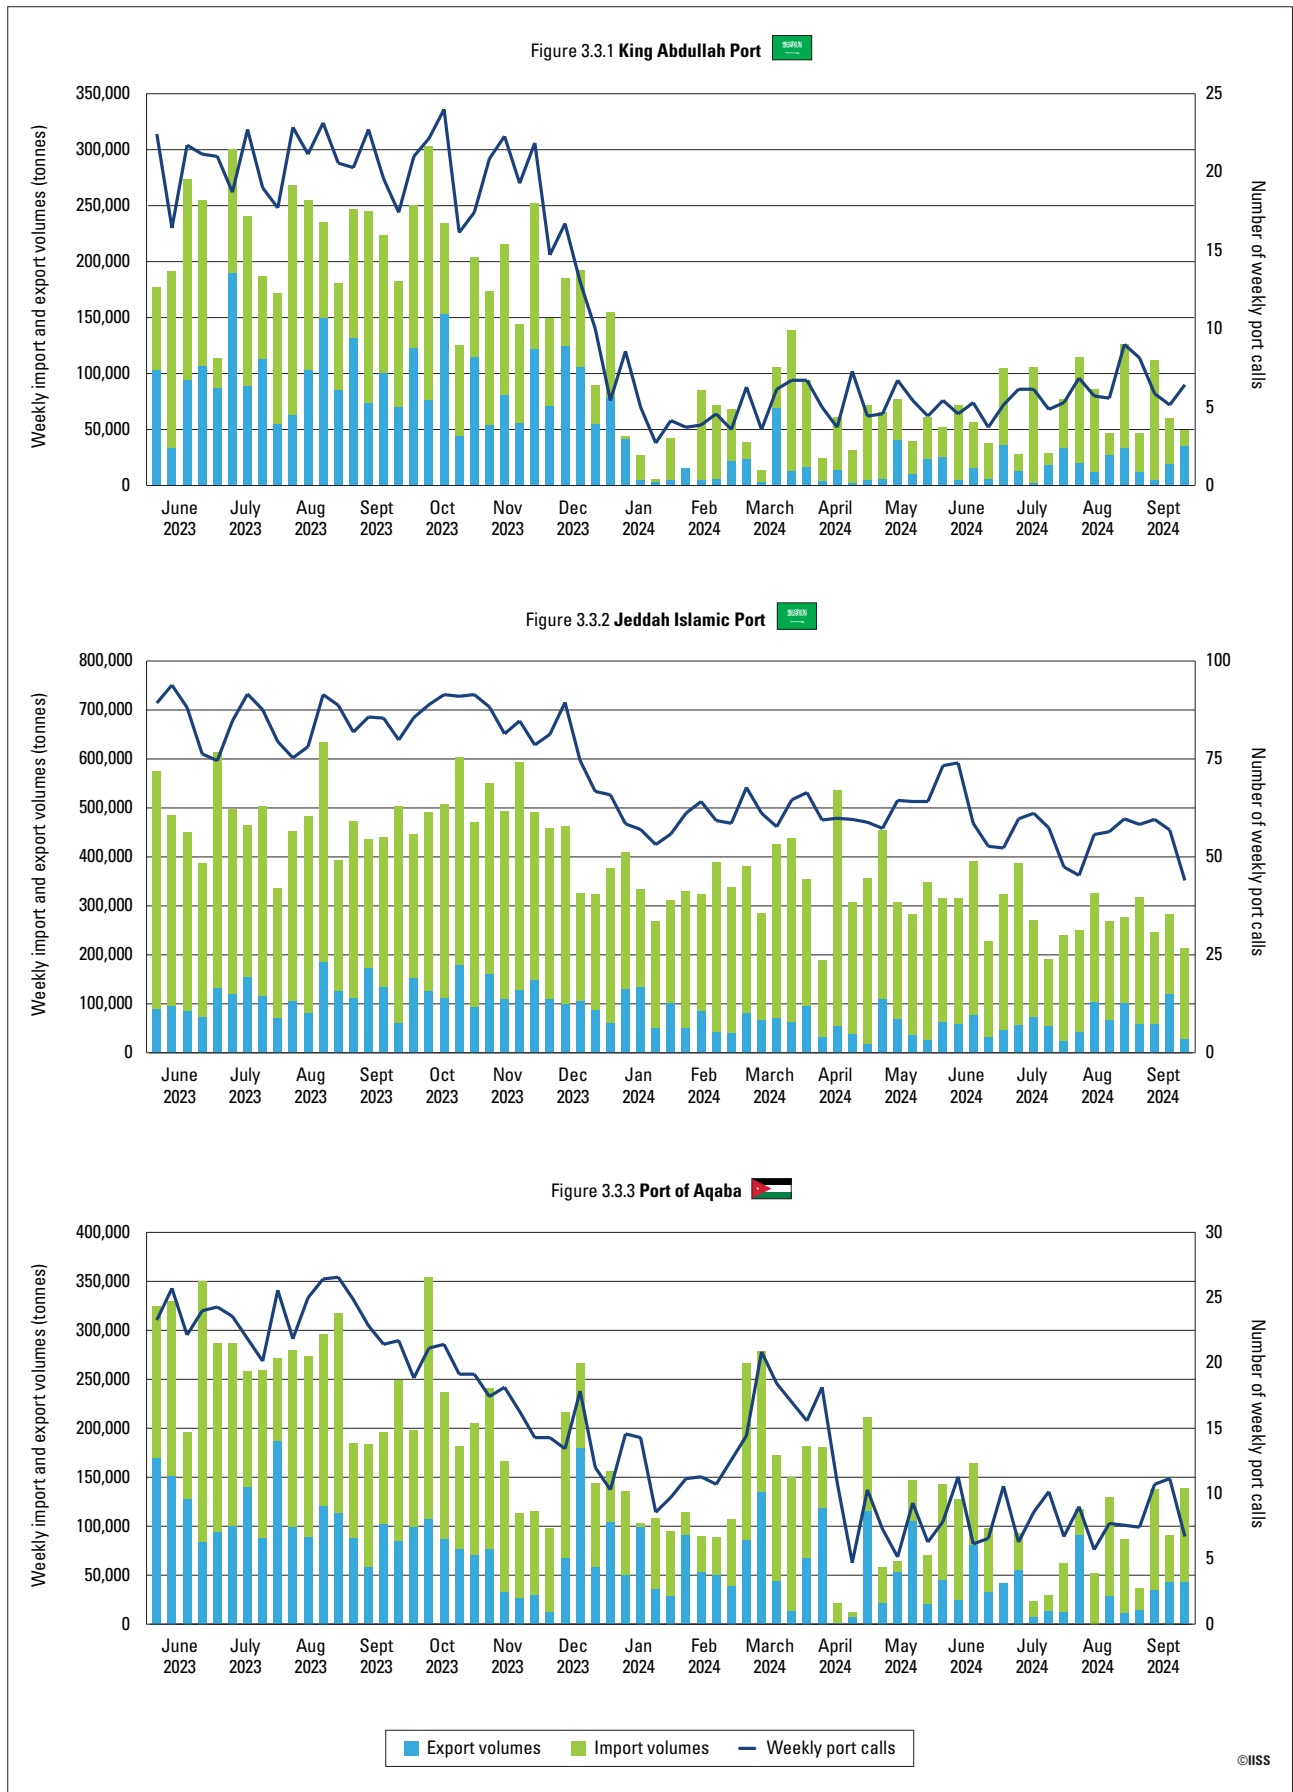 Figure 3.3.1 King Abdullah Port
Weekly import and export volumes (tonnes)
350,000
300,000
250,000
200,000
150,000
100,000
50,000
0
25
20
15
10
5
0
Number of weekly port calls
June July Aug Sept Oct Nov Dec Jan Feb March April May June July Aug Sept
2023 2023 2023 2023 2023 2023 2023 2024 2024 2024 2024 2024 2024 2024 2024 2024
Figure 3.3.2 Jeddah Islamic Port
Weekly import and export volumes (tonnes)
800,000
700,000
600,000
500,000
400,000
300,000
200,000
100,000
0
100
75
50
25
0
Number of weekly port calls
June July Aug Sept Oct Nov Dec Jan Feb March April May June July Aug Sept
2023 2023 2023 2023 2023 2023 2023 2024 2024 2024 2024 2024 2024 2024 2024 2024
Figure 3.3.3 Port of Aqaba
Weekly import and export volumes (tonnes)
400,000
350,000
300,000
250,000
200,000
150,000
100,000
50,000
0
30
25
20
15
10
5
0
Number of weekly port calls
June July Aug Sept Oct Nov Dec Jan Feb March April May June July Aug Sept
2023 2023 2023 2023 2023 2023 2023 2024 2024 2024 2024 2024 2024 2024 2024 2024
Export volumes Import volumes Weekly port calls
©IISS